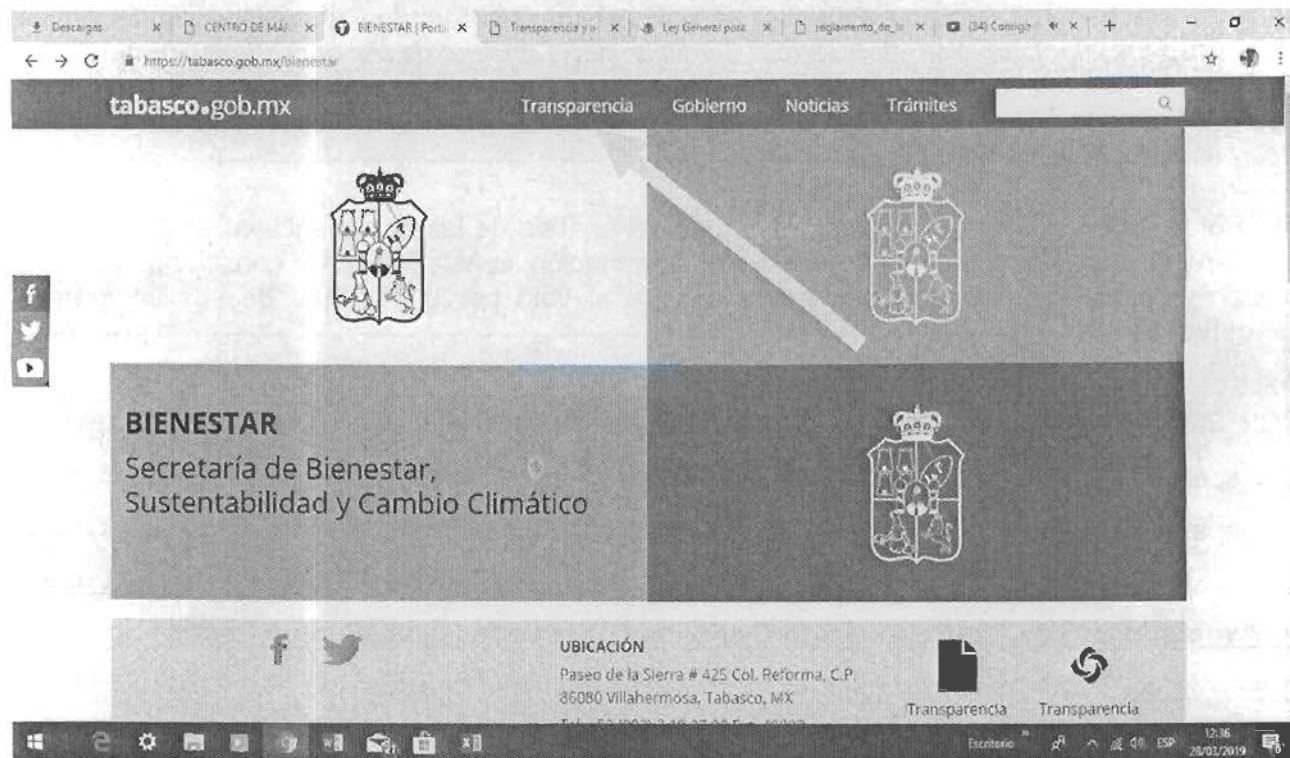 Descargas
CENTRO DE MA
BIENESTAR | Porta
Transparencia y
Ley General para
reglamento_de_l
(34) Consigo
+
https://tabasco.gob.mx/bienestar
tabasco.gob.mx
Transparencia Gobierno Noticias Trámites
BIENESTAR
Secretaría de Bienestar,
Sustentabilidad y Cambio Climático
UBICACIÓN
Paseo de la Sierra # 425 Col. Reforma, C.P.
86080 Villahermosa, Tabasco, MX
Transparencia Transparencia
Escritorio
ESP
12:36
28/03/2019